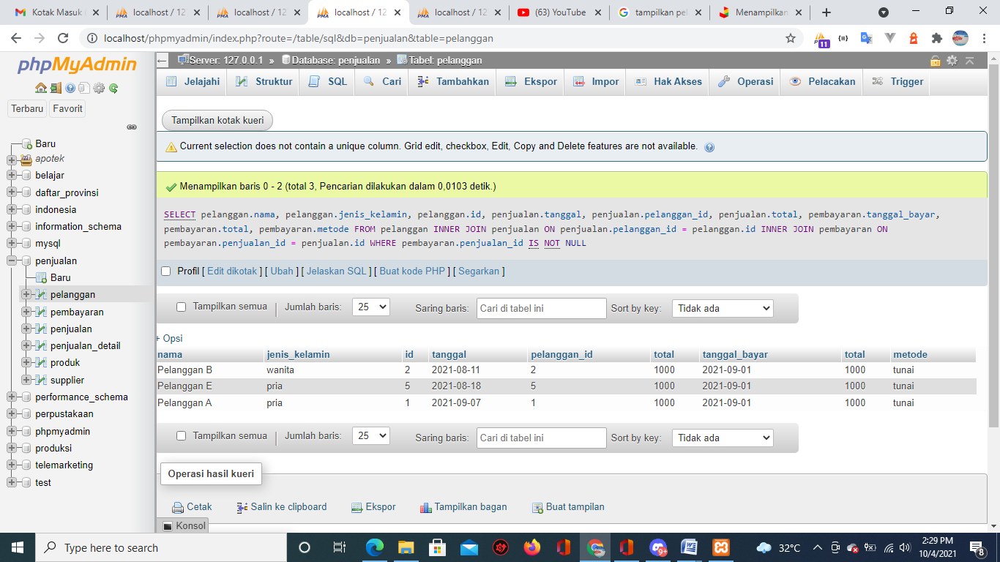 Kotak Masuk (
localhost / 12
localhost / 12
localhost / 12
localhost / 12
(63) YouTube
tampilkan pel
Menampilkan
localhost/phpmyadmin/index.php?route=/table/sql&db=penjualan&table=pelanggan
11
phpMyAdmin
Terbaru Favorit
Baru
apotek
belajar
daftar_provinsi
indonesia
information_schema
mysql
penjualan
Baru
pelanggan
pembayaran
penjualan
penjualan_detail
produk
supplier
performance_schema
perpustakaan
phpmyadmin
produksi
telemarketing
test
Server: 127.0.0.1 » Database: penjualan » Tabel: pelanggan
Jelajahi Struktur SQL Cari Tambahkan Ekspor Impor Hak Akses Operasi Pelacakan Trigger
Tampilkan kotak kueri
Current selection does not contain a unique column. Grid edit, checkbox, Edit, Copy and Delete features are not available.
Menampilkan baris 0 - 2 (total 3, Pencarian dilakukan dalam 0,0103 detik.)
SELECT pelanggan.nama, pelanggan.jenis_kelamin, pelanggan.id, penjualan.tanggal, penjualan.pelanggan_id, penjualan.total, pembayaran.tanggal_bayar,
pembayaran.total, pembayaran.metode FROM pelanggan INNER JOIN penjualan ON penjualan.pelanggan_id = pelanggan.id INNER JOIN pembayaran ON
pembayaran.penjualan_id = penjualan.id WHERE pembayaran.penjualan_id IS NOT NULL
Profil [ Edit dikotak ] [ Ubah ] [ Jelaskan SQL ] [ Buat kode PHP ] [ Segarkan ]
Tampilkan semua | Jumlah baris: 25 Saring baris: Cari di tabel ini Sort by key: Tidak ada
+ Opsi
nama jenis_kelamin id tanggal pelanggan_id total tanggal_bayar total metode
Pelanggan B wanita 2 2021-08-11 2 1000 2021-09-01 1000 tunai
Pelanggan E pria 5 2021-08-18 5 1000 2021-09-01 1000 tunai
Pelanggan A pria 1 2021-09-07 1 1000 2021-09-01 1000 tunai
Tampilkan semua | Jumlah baris: 25 Saring baris: Cari di tabel ini Sort by key: Tidak ada
Operasi hasil kueri
Cetak Salin ke clipboard Ekspor Tampilkan bagan Buat tampilan
Konsol
Type here to search
9+
32°C
2:29 PM
10/4/2021
8